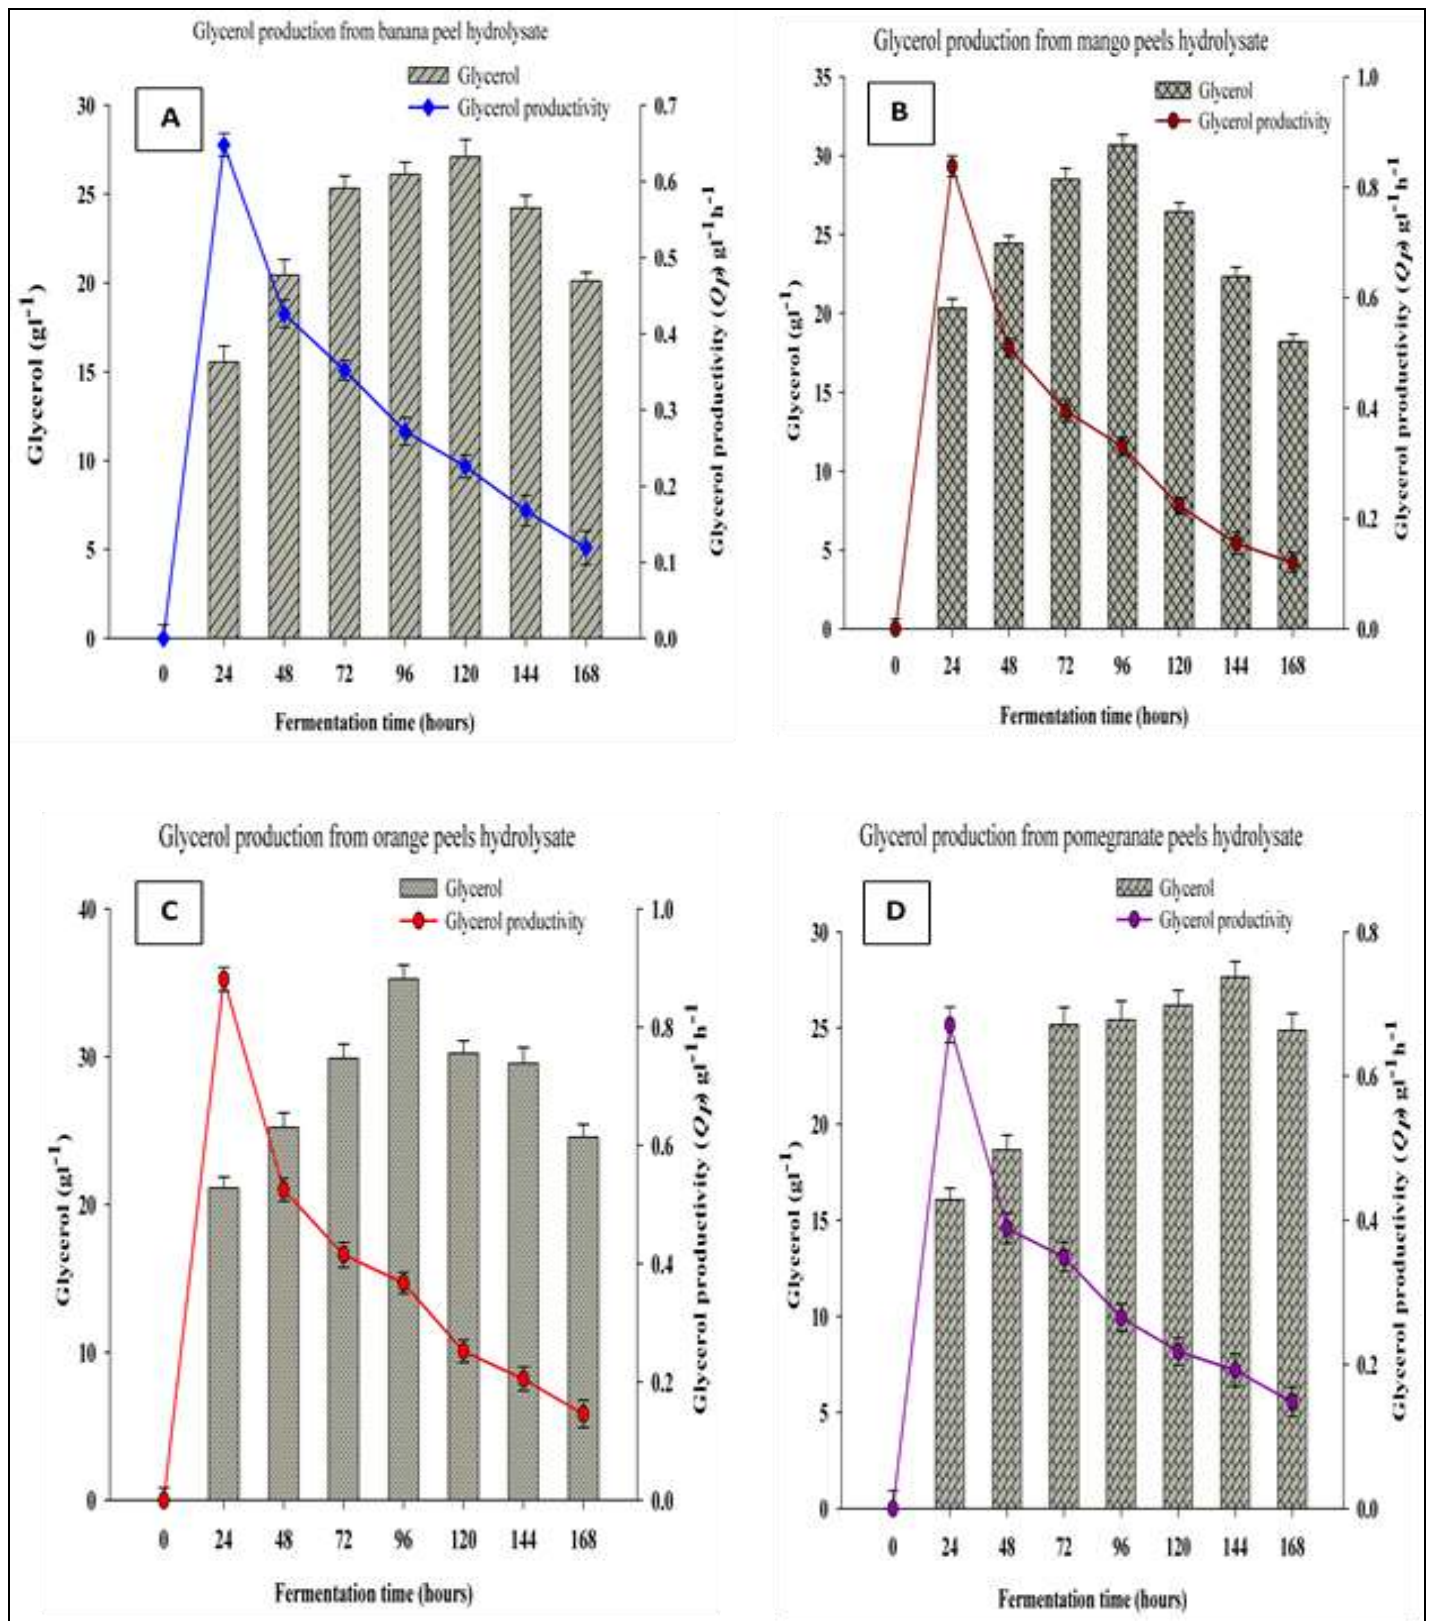 Glycerol production from banana peel hydrolysate
A
Glycerol
Glycerol productivity
30
25
20
15
10
5
0
0.7
0.6
0.5
0.4
0.3
0.2
0.1
0.0
Glycerol (gl⁻¹)
Glycerol productivity (Qp) gl⁻¹h⁻¹
0 24 48 72 96 120 144 168
Fermentation time (hours)
Glycerol production from mango peels hydrolysate
B
Glycerol
Glycerol productivity
35
30
25
20
15
10
5
0
1.0
0.8
0.6
0.4
0.2
0.0
Glycerol (gl⁻¹)
Glycerol productivity (Qp) gl⁻¹h⁻¹
0 24 48 72 96 120 144 168
Fermentation time (hours)
Glycerol production from orange peels hydrolysate
C
Glycerol
Glycerol productivity
40
30
20
10
0
1.0
0.8
0.6
0.4
0.2
0.0
Glycerol (gl⁻¹)
Glycerol productivity (Qp) gl⁻¹h⁻¹
0 24 48 72 96 120 144 168
Fermentation time (hours)
Glycerol production from pomegranate peels hydrolysate
D
Glycerol
Glycerol productivity
30
25
20
15
10
5
0
0.8
0.6
0.4
0.2
0.0
Glycerol (gl⁻¹)
Glycerol productivity (Qp) gl⁻¹h⁻¹
0 24 48 72 96 120 144 168
Fermentation time (hours)